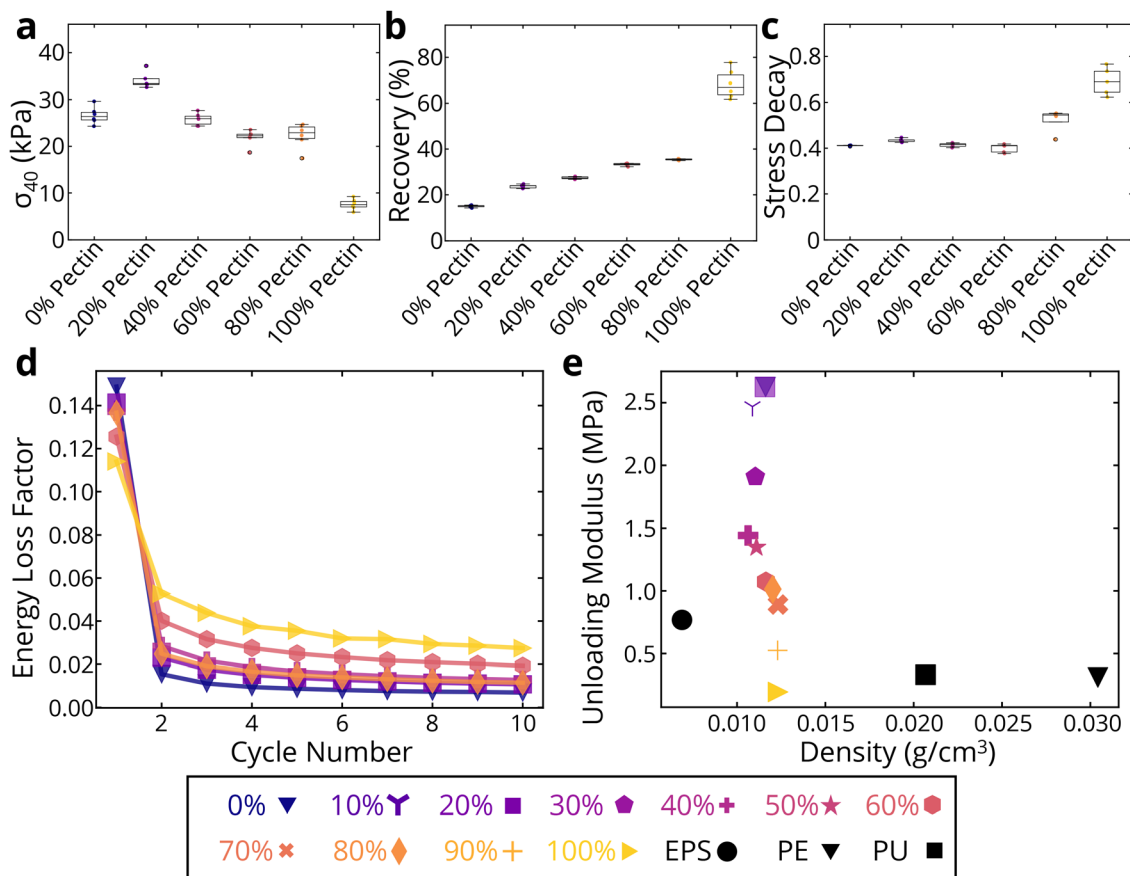 a
b
c
40
30
20
10
0
σ40 (kPa)
0% Pectin
20% Pectin
40% Pectin
60% Pectin
80% Pectin
100% Pectin
80
60
40
20
0
Recovery (%)
0% Pectin
20% Pectin
40% Pectin
60% Pectin
80% Pectin
100% Pectin
0.8
0.6
0.4
0.2
0
Stress Decay
0% Pectin
20% Pectin
40% Pectin
60% Pectin
80% Pectin
100% Pectin
d
0.14
0.12
0.10
0.08
0.06
0.04
0.02
0.00
Energy Loss Factor
2 4 6 8 10
Cycle Number
e
2.5
2.0
1.5
1.0
0.5
Unloading Modulus (MPa)
0.010 0.015 0.020 0.025 0.030
Density (g/cm³)
0% 10% 20% 30% 40% 50% 60%
70% 80% 90% 100% EPS PE PU